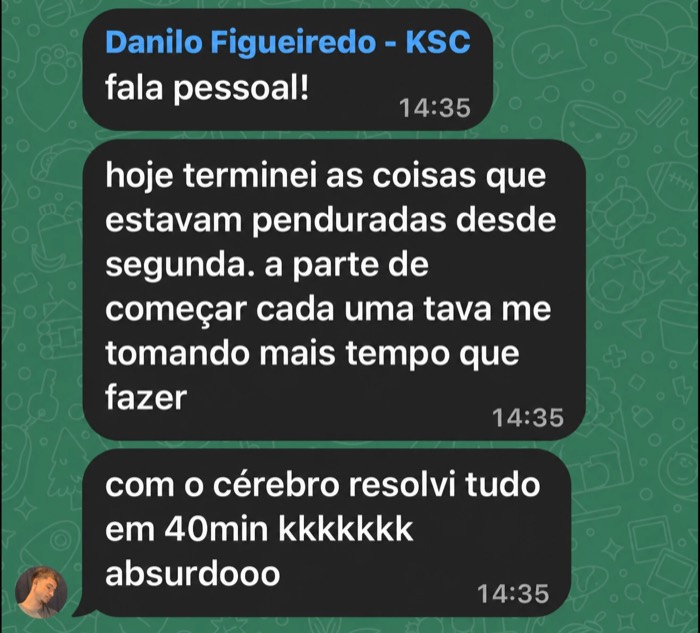 Danilo Figueiredo - KSC
fala pessoal!
14:35
hoje terminei as coisas que
estavam penduradas desde
segunda. a parte de
começar cada uma tava me
tomando mais tempo que
fazer
14:35
com o cérebro resolvi tudo
em 40min kkkkkkk
absurdooo
14:35